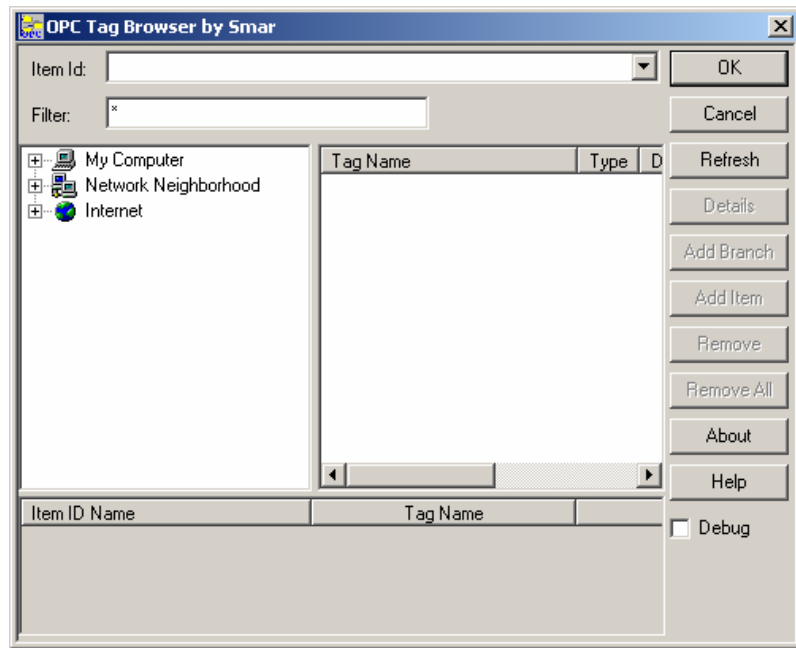 OPC Tag Browser by Smar
Item Id:
OK
Filter: *
Cancel
My Computer
Network Neighborhood
Internet
Tag Name Type D
Refresh
Details
Add Branch
Add Item
Remove
Remove All
About
Help
Debug
Item ID Name Tag Name